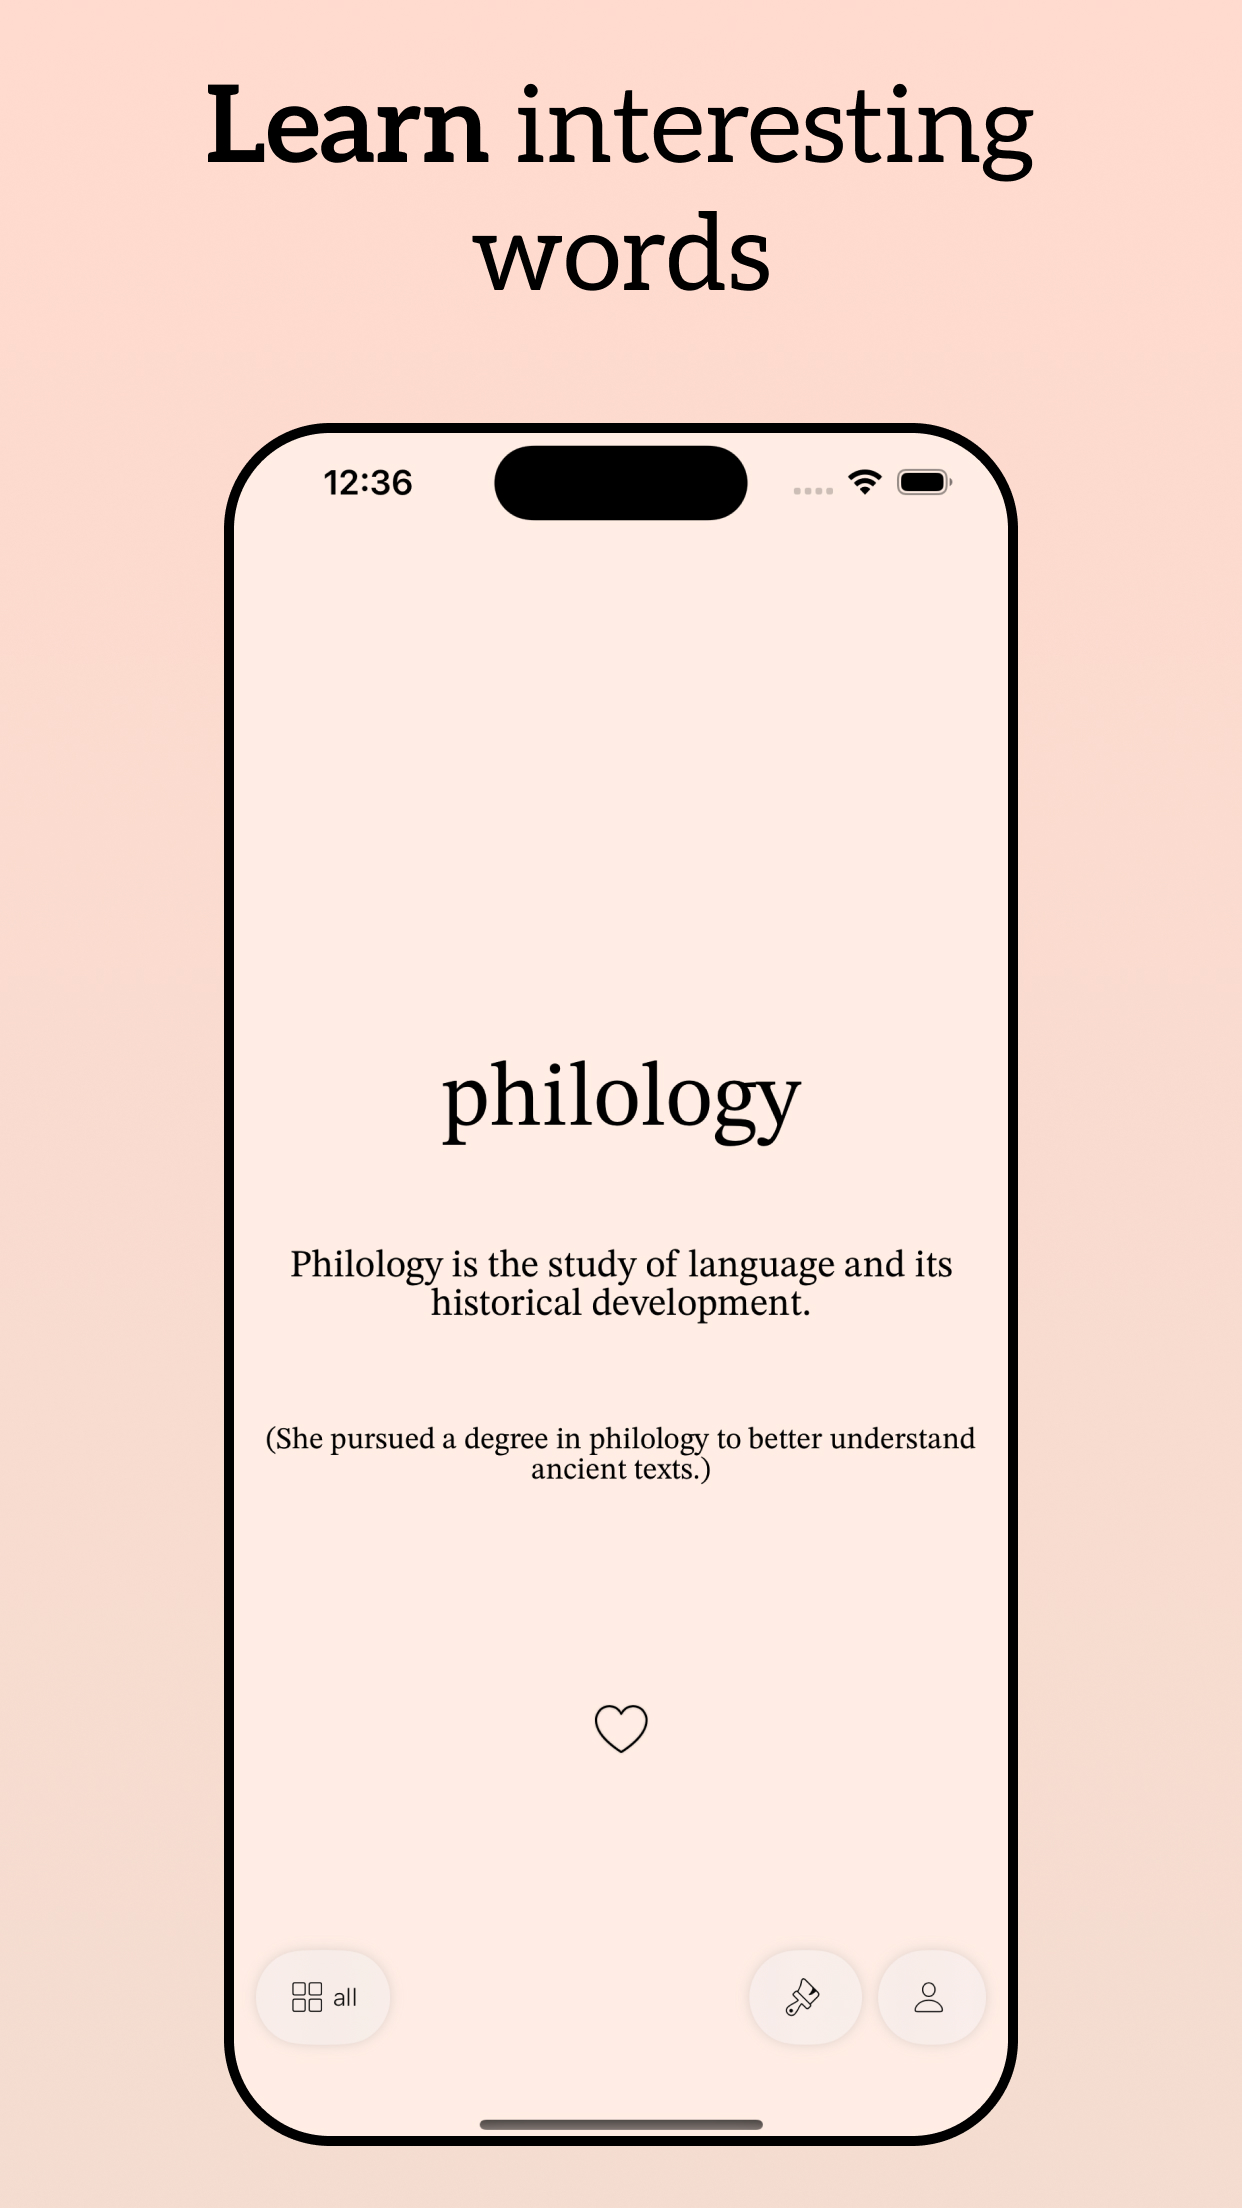 Learn interesting
words
12:36
philology
Philology is the study of language and its
historical development.
(She pursued a degree in philology to better understand
ancient texts.)
all